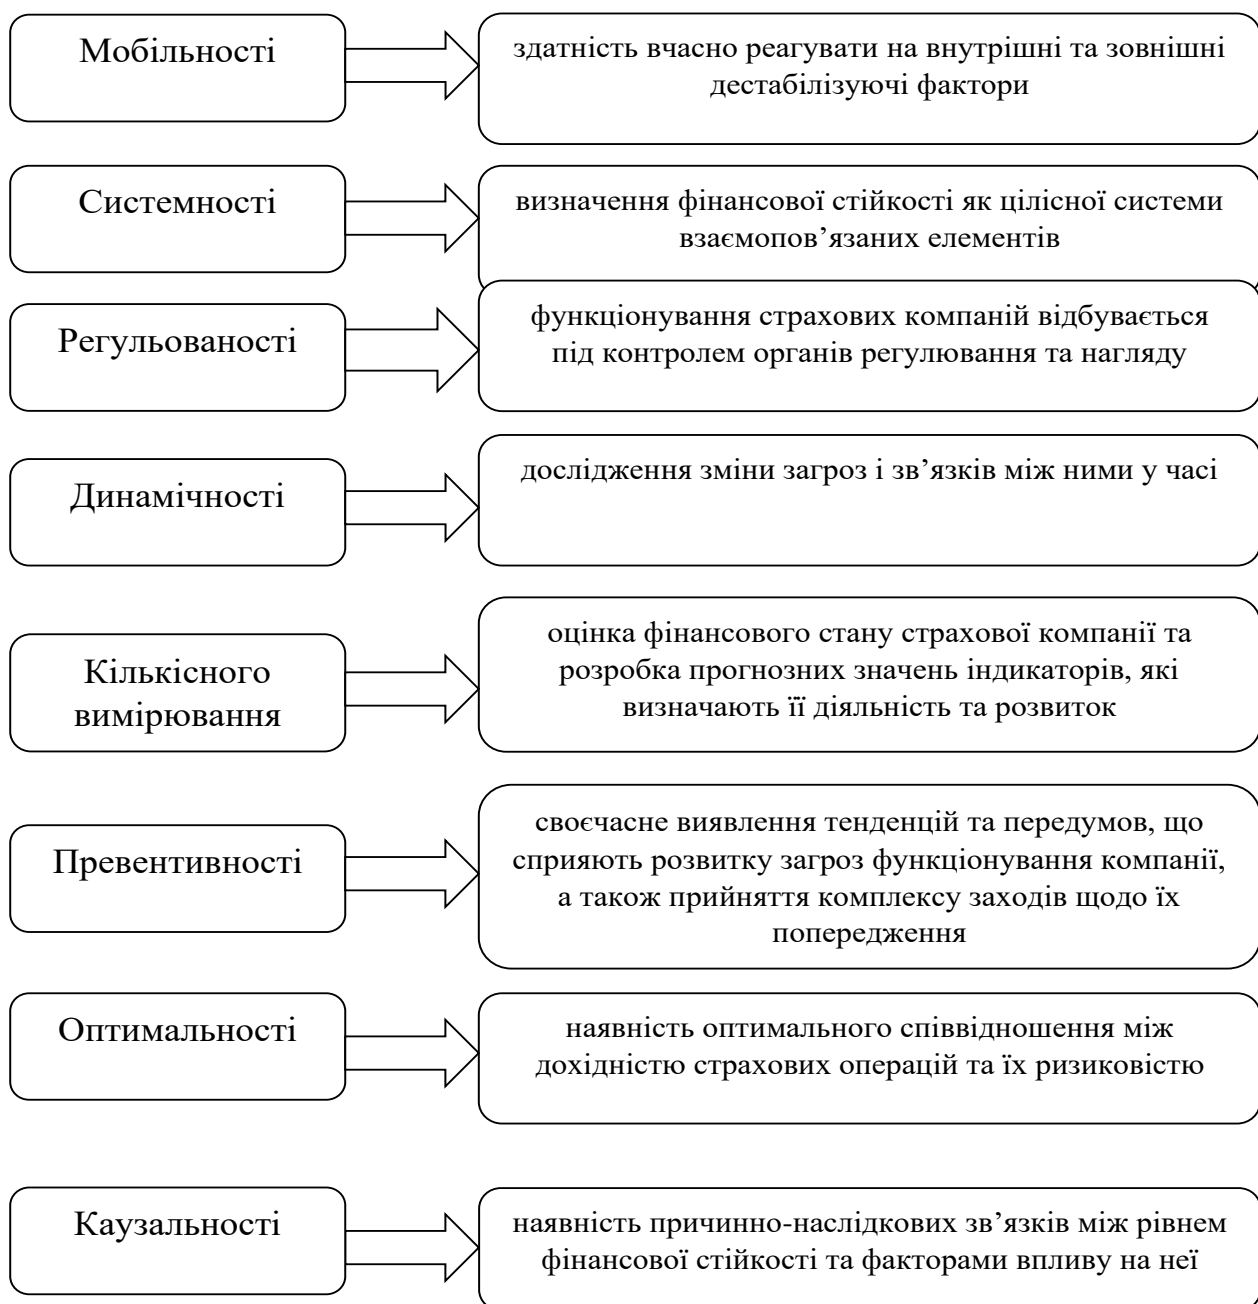 Мобільності
здатність вчасно реагувати на внутрішні та зовнішні
дестабілізуючі фактори
Системності
визначення фінансової стійкості як цілісної системи
взаємопов’язаних елементів
Регульованості
функціонування страхових компаній відбувається
під контролем органів регулювання та нагляду
Динамічності
дослідження зміни загроз і зв’язків між ними у часі
Кількісного
вимірювання
оцінка фінансового стану страхової компанії та
розробка прогнозних значень індикаторів, які
визначають її діяльність та розвиток
Превентивності
своєчасне виявлення тенденцій та передумов, що
сприяють розвитку загроз функціонування компанії,
а також прийняття комплексу заходів щодо їх
попередження
Оптимальності
наявність оптимального співвідношення між
дохідністю страхових операцій та їх ризиковістю
Каузальності
наявність причинно-наслідкових зв’язків між рівнем
фінансової стійкості та факторами впливу на неї